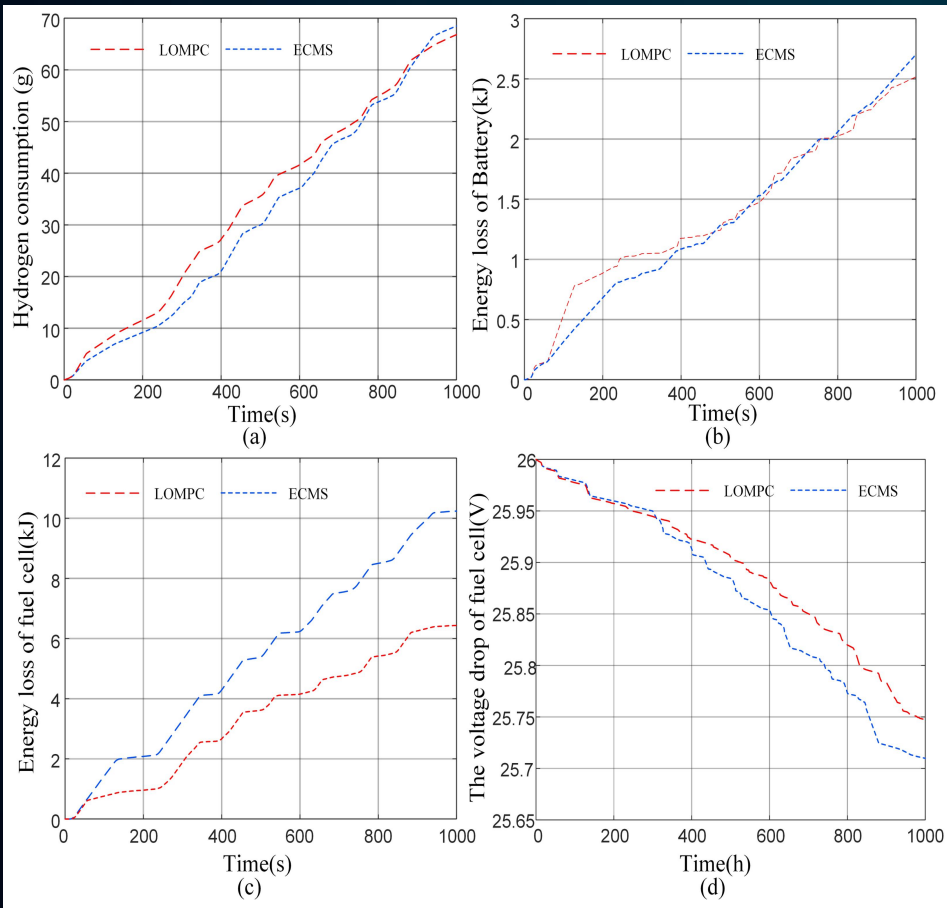 Hydrogen consumption (g)
70
60
50
40
30
20
10
0
LOMPC ECMS
0 200 400 600 800 1000
Time(s)
(a)
Energy loss of Battery(kJ)
3
2.5
2
1.5
1
0.5
0
LOMPC ECMS
0 200 400 600 800 1000
Time(s)
(b)
Energy loss of fuel cell(kJ)
12
10
8
6
4
2
0
LOMPC ECMS
0 200 400 600 800 1000
Time(s)
(c)
The voltage drop of fuel cell(V)
26
25.95
25.9
25.85
25.8
25.75
25.7
25.65
LOMPC ECMS
0 200 400 600 800 1000
Time(h)
(d)